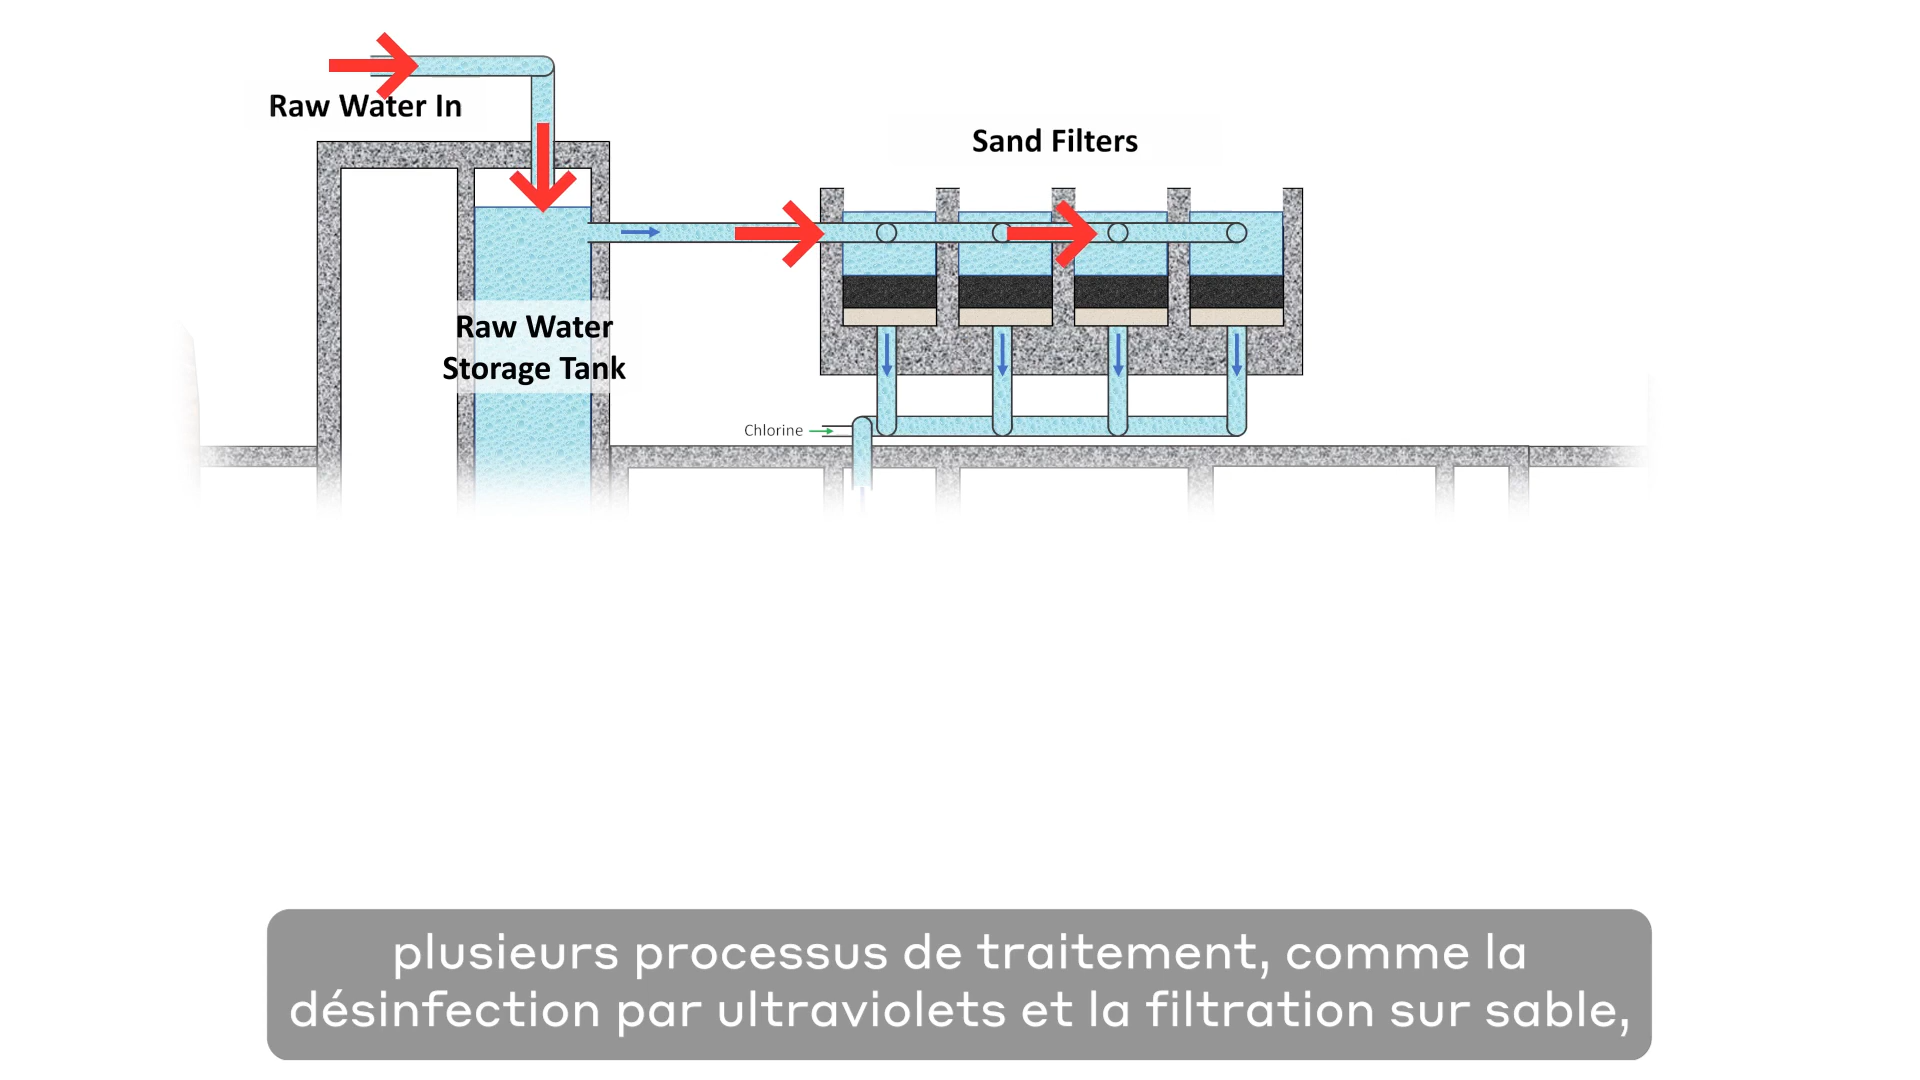 Raw Water In
Sand Filters
Raw Water
Storage Tank
Chlorine
plusieurs processus de traitement, comme la
désinfection par ultraviolets et la filtration sur sable,